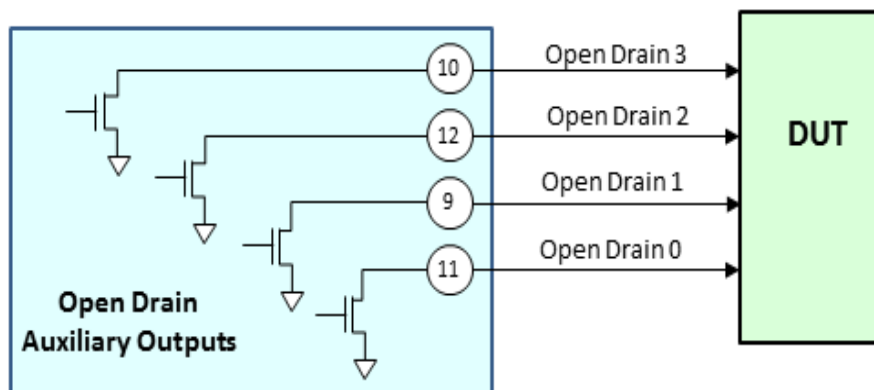 10
Open Drain 3
12
Open Drain 2
DUT
9
Open Drain 1
11
Open Drain 0
Open Drain
Auxiliary Outputs